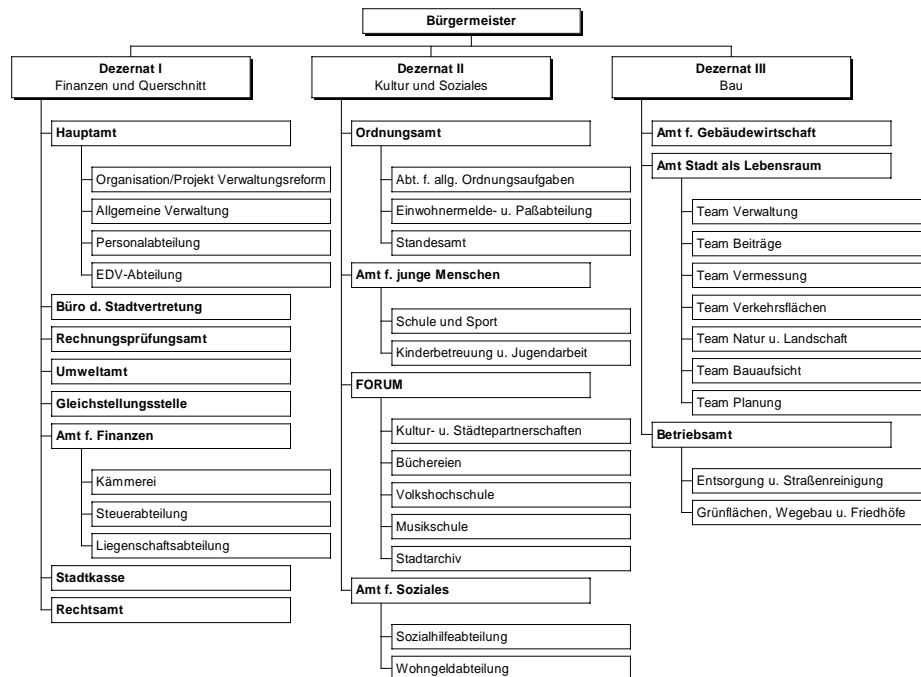 Bürgermeister
Dezernat I
Finanzen und Querschnitt
Hauptamt
Organisation/Projekt Verwaltungsreform
Allgemeine Verwaltung
Personalabteilung
EDV-Abteilung
Büro d. Stadtvertretung
Rechnungsprüfungsamt
Umweltamt
Gleichstellungsstelle
Amt f. Finanzen
Kämmerei
Steuerabteilung
Liegenschaftsabteilung
Stadtkasse
Rechtsamt
Dezernat II
Kultur und Soziales
Ordnungsamt
Abt. f. allg. Ordnungsaufgaben
Einwohnermelde- u. Paßabteilung
Standesamt
Amt f. junge Menschen
Schule und Sport
Kinderbetreuung u. Jugendarbeit
FORUM
Kultur- u. Städtepartnerschaften
Büchereien
Volkshochschule
Musikschule
Stadtarchiv
Amt f. Soziales
Sozialhilfeabteilung
Wohngeldabteilung
Dezernat III
Bau
Amt f. Gebäudewirtschaft
Amt Stadt als Lebensraum
Team Verwaltung
Team Beiträge
Team Vermessung
Team Verkehrsflächen
Team Natur u. Landschaft
Team Bauaufsicht
Team Planung
Betriebsamt
Entsorgung u. Straßenreinigung
Grünflächen, Wegebau u. Friedhöfe